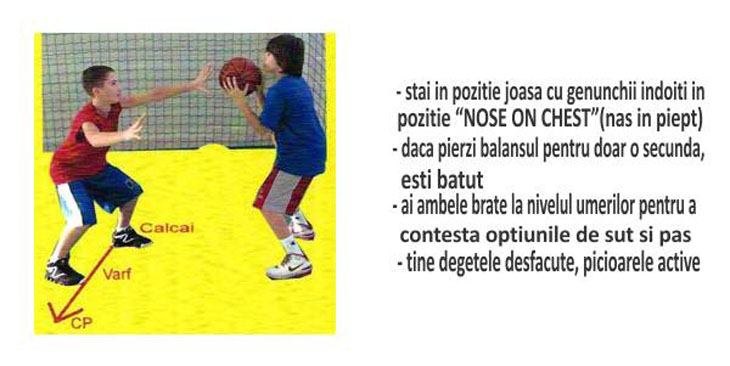 Calcai
Varf
CP
- stai in pozitie joasa cu genunchii indoiti in
pozitie “NOSE ON CHEST”(nas in piept)
- daca pierzi balansul pentru doar o secunda,
esti batut
- ai ambele brate la nivelul umerilor pentru a
contesta optiunile de sut si pas
- tine degetele desfacute, picioarele active